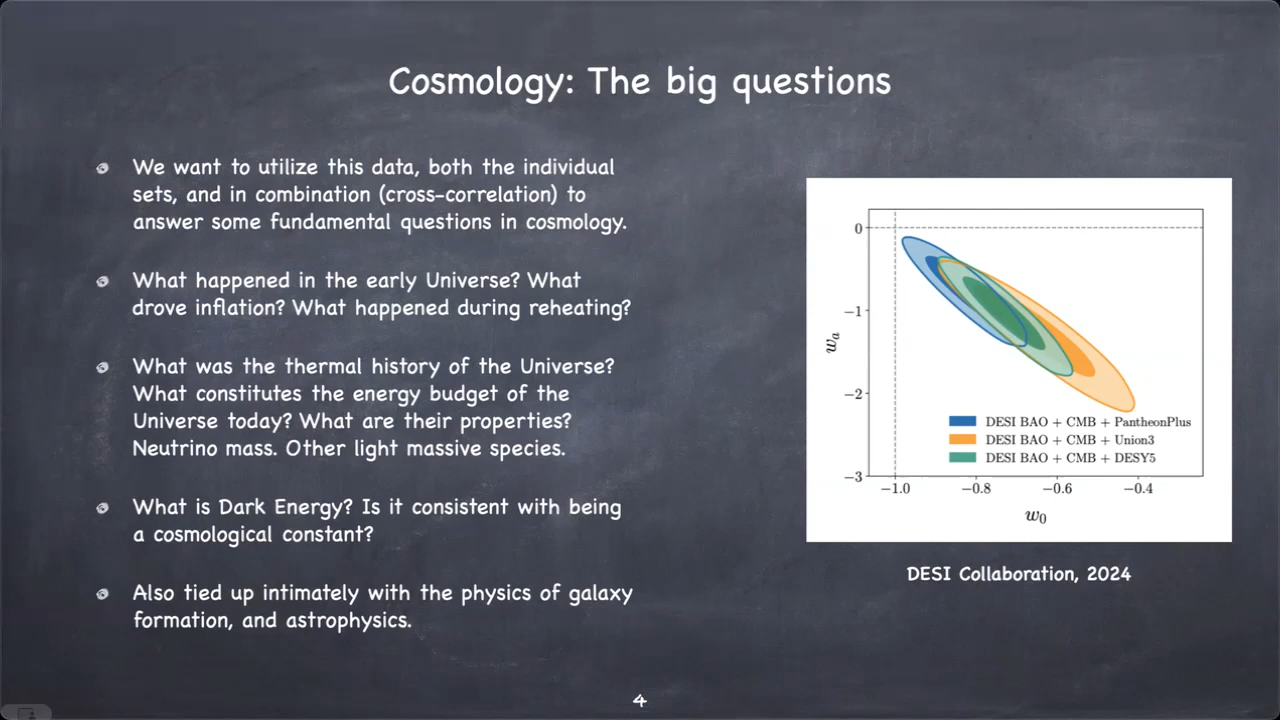 Cosmology: The big questions
We want to utilize this data, both the individual
sets, and in combination (cross-correlation) to
answer some fundamental questions in cosmology.
What happened in the early Universe? What
drove inflation? What happened during reheating?
What was the thermal history of the Universe?
What constitutes the energy budget of the
Universe today? What are their properties?
Neutrino mass. Other light massive species.
What is Dark Energy? Is it consistent with being
a cosmological constant?
Also tied up intimately with the physics of galaxy
formation, and astrophysics.
0
−1
−2
−3
wₐ
DESI BAO + CMB + PantheonPlus
DESI BAO + CMB + Union3
DESI BAO + CMB + DESY5
−1.0 −0.8 −0.6 −0.4
w₀
DESI Collaboration, 2024
4